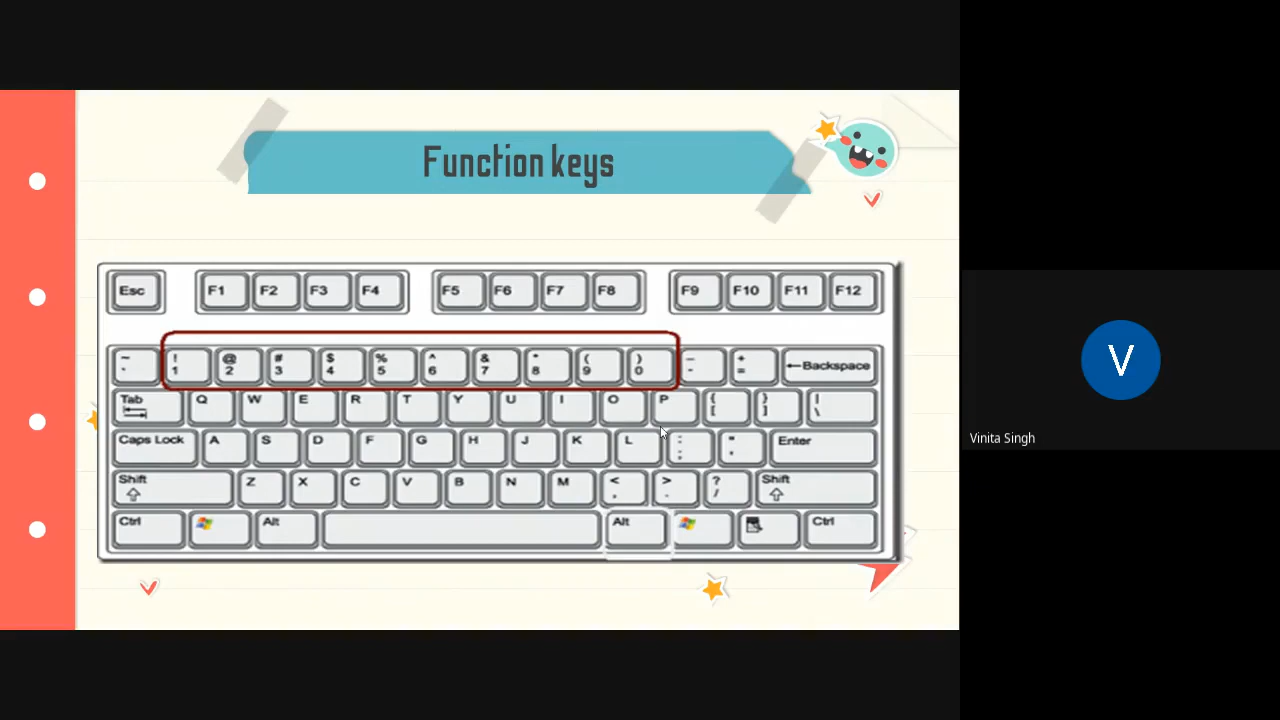 Function keys
Esc F1 F2 F3 F4 F5 F6 F7 F8 F9 F10 F11 F12
~ ! @ # $ % ^ & * ( ) – +
` 1 2 3 4 5 6 7 8 9 0 - = ←Backspace
Tab Q W E R T Y U I O P { } |
[ ] \
Caps Lock A S D F G H J K L : " Enter
; '
Shift Z X C V B N M < > ? Shift
, . /
Ctrl Alt Alt Ctrl
V
Vinita Singh